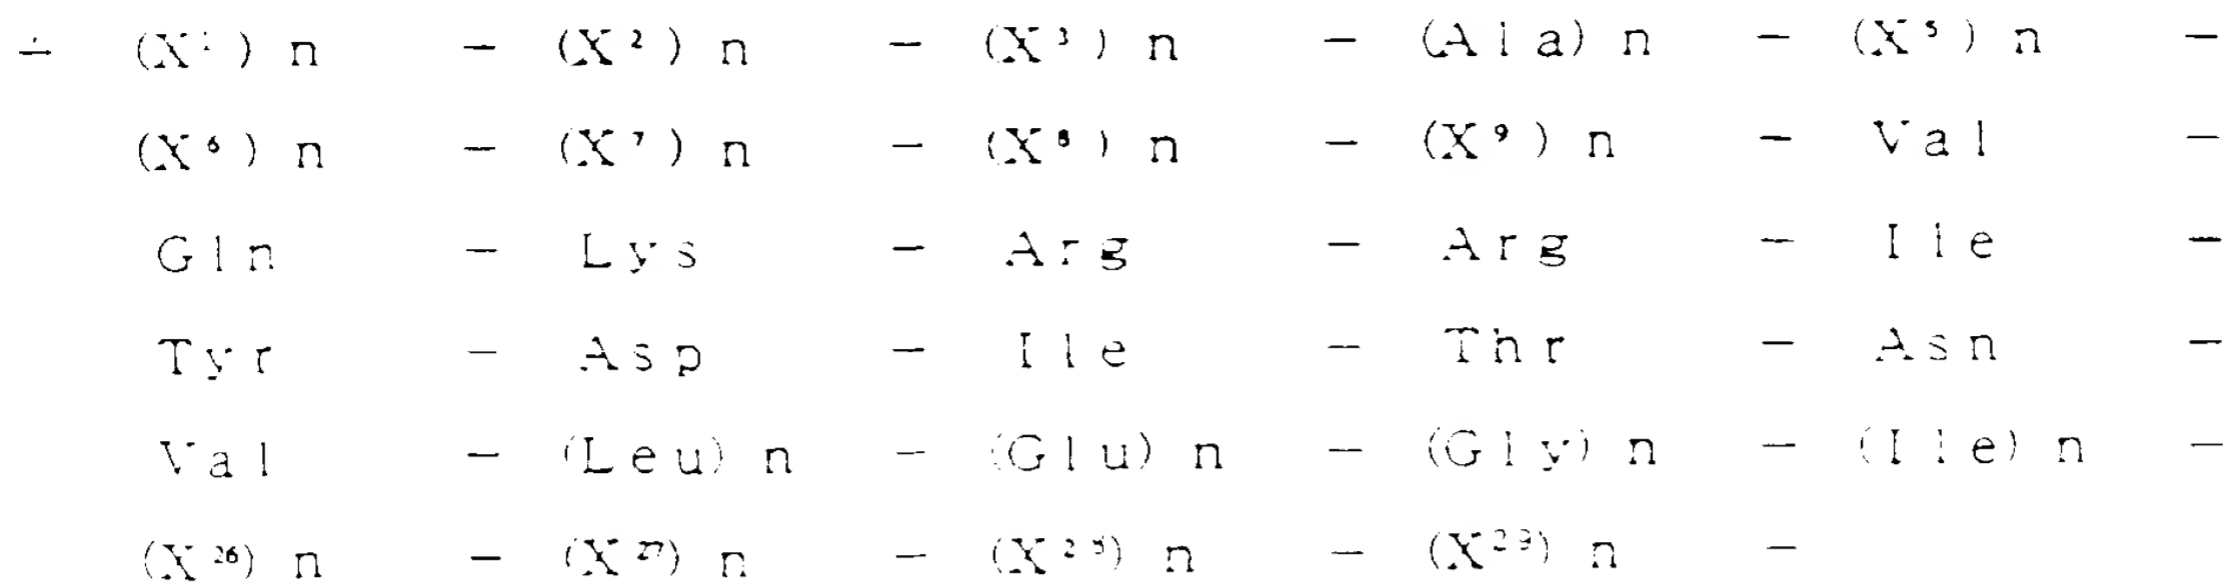 - (X¹) n - (X²) n - (X³) n - (Ala) n - (X⁵) n -
(X⁶) n - (X⁷) n - (X⁸) n - (X⁹) n - Val -
Gln - Lys - Arg - Arg - Ile -
Tyr - Asp - Ile - Thr - Asn -
Val - (Leu) n - (Glu) n - (Gly) n - (Ile) n -
(X²⁶) n - (X²⁷) n - (X²⁸) n - (X²⁹) n -